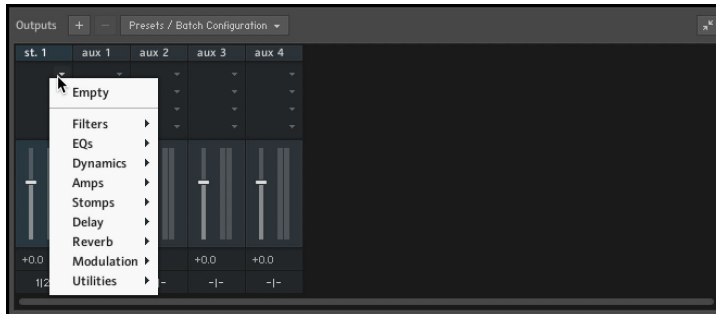 Outputs + – Presets / Batch Configuration
st. 1 aux 1 aux 2 aux 3 aux 4
Empty
Filters
EQs
Dynamics
Amps
Stomps
Delay
Reverb
+0.0 Modulation +0.0 +0.0
1|2 Utilities -|- -|-